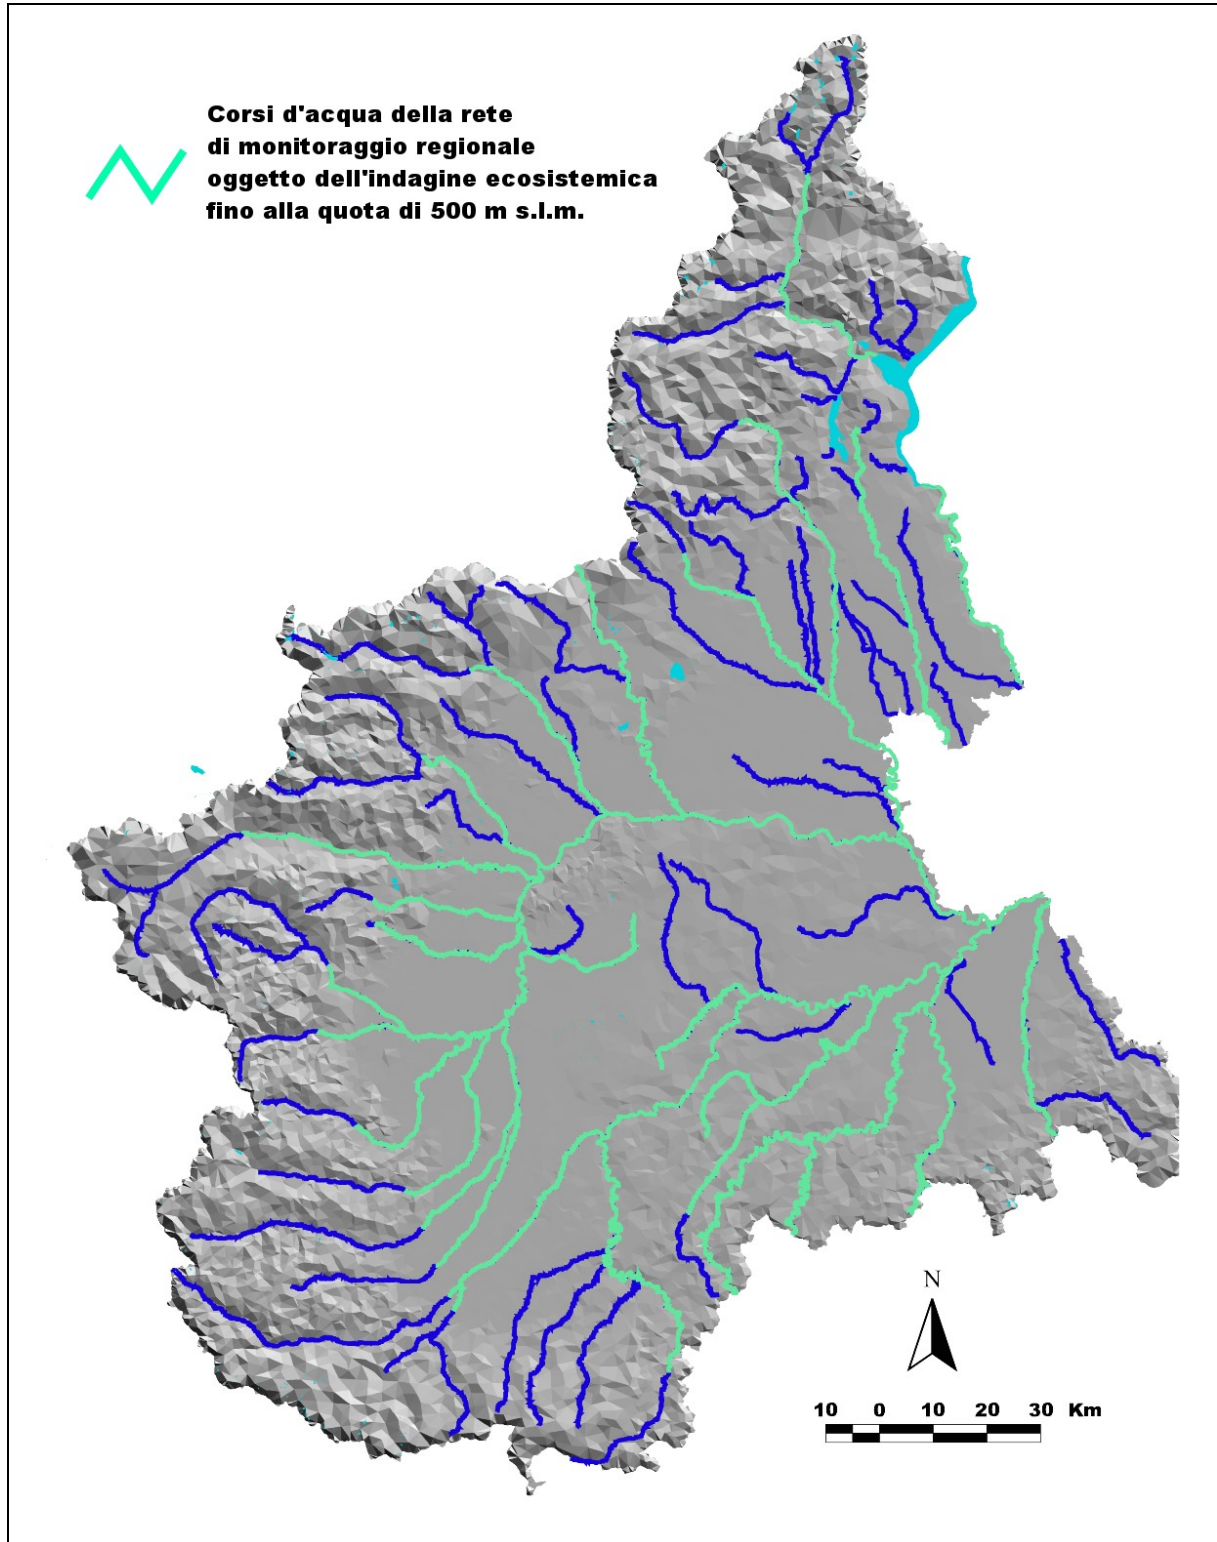 Corsi d'acqua della rete
di monitoraggio regionale
oggetto dell'indagine ecosistemica
fino alla quota di 500 m s.l.m.
N
10 0 10 20 30 Km